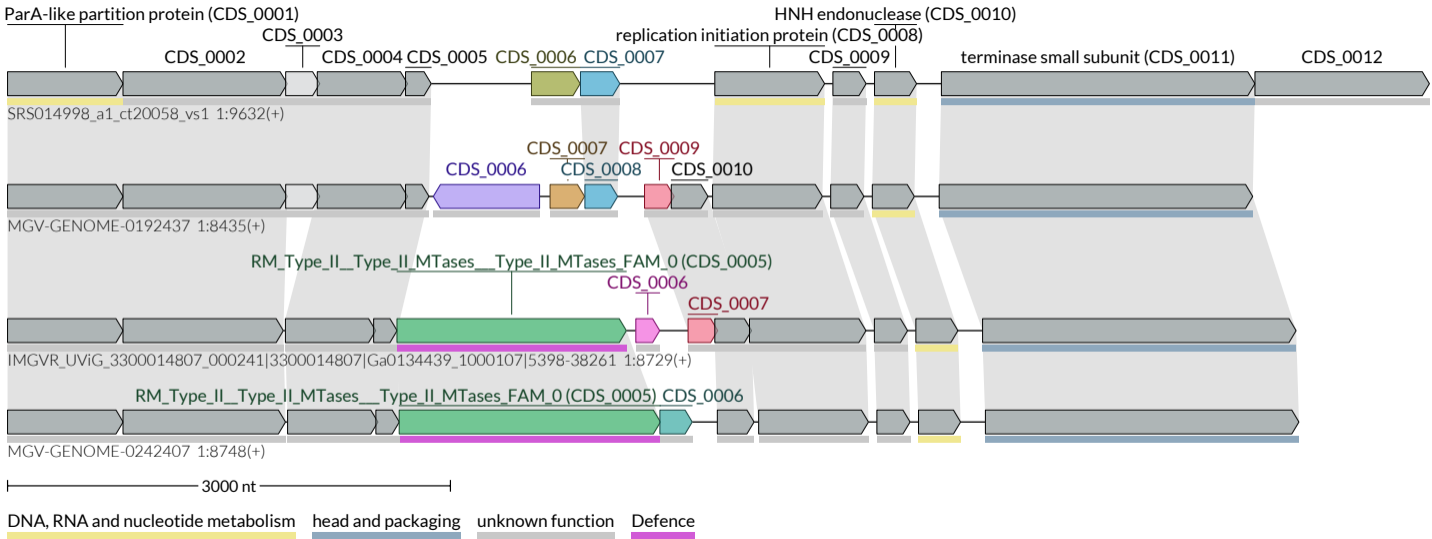 ParA-like partition protein (CDS_0001)
HNH endonuclease (CDS_0010)
CDS_0003
replication initiation protein (CDS_0008)
CDS_0002
CDS_0004
CDS_0005
CDS_0006
CDS_0007
CDS_0009
terminase small subunit (CDS_0011)
CDS_0012
SRS014998_a1_ct20058_vs1 1:9632(+)
CDS_0007
CDS_0009
CDS_0006
CDS_0008
CDS_0010
MGV-GENOME-0192437 1:8435(+)
RM_Type_II__Type_II_MTases__Type_II_MTases_FAM_0 (CDS_0005)
CDS_0006
CDS_0007
IMGVR_UViG_3300014807_000241|3300014807|Ga0134439_1000107|5398-38261 1:8729(+)
RM_Type_II__Type_II_MTases__Type_II_MTases_FAM_0 (CDS_0005)
CDS_0006
MGV-GENOME-0242407 1:8748(+)
3000 nt
DNA, RNA and nucleotide metabolism
head and packaging
unknown function
Defence